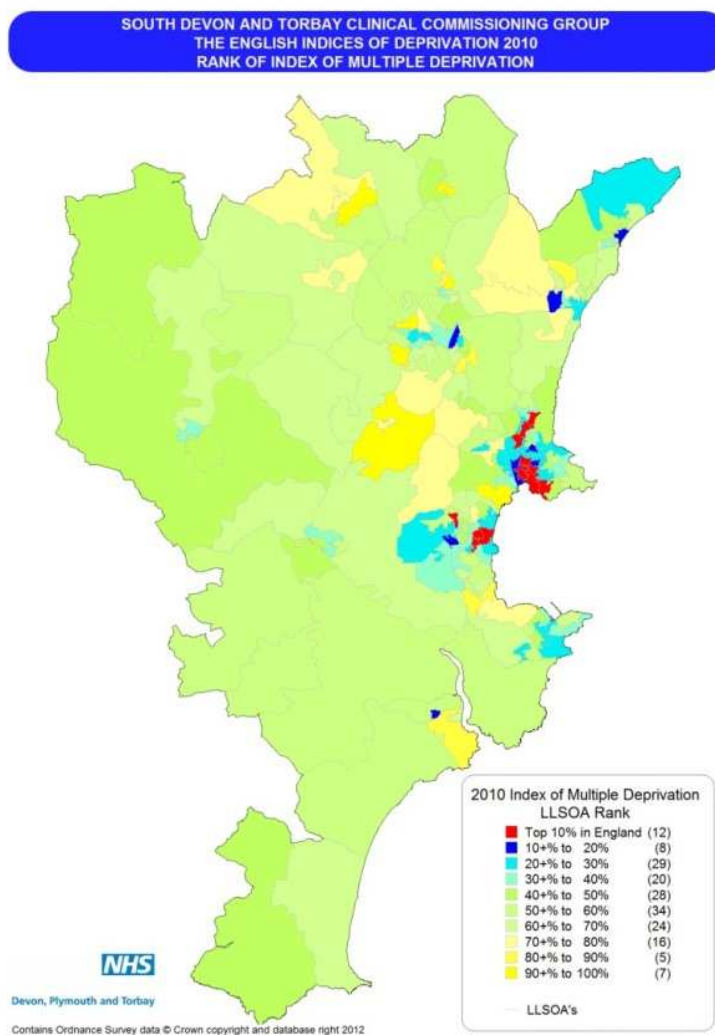 SOUTH DEVON AND TORBAY CLINICAL COMMISSIONING GROUP
THE ENGLISH INDICES OF DEPRIVATION 2010
RANK OF INDEX OF MULTIPLE DEPRIVATION
2010 Index of Multiple Deprivation
LLSOA Rank
Top 10% in England (12)
10+% to 20% (8)
20+% to 30% (29)
30+% to 40% (20)
40+% to 50% (28)
50+% to 60% (34)
60+% to 70% (24)
70+% to 80% (16)
80+% to 90% (5)
90+% to 100% (7)
LLSOA's
NHS
Devon, Plymouth and Torbay
Contains Ordnance Survey data © Crown copyright and database right 2012